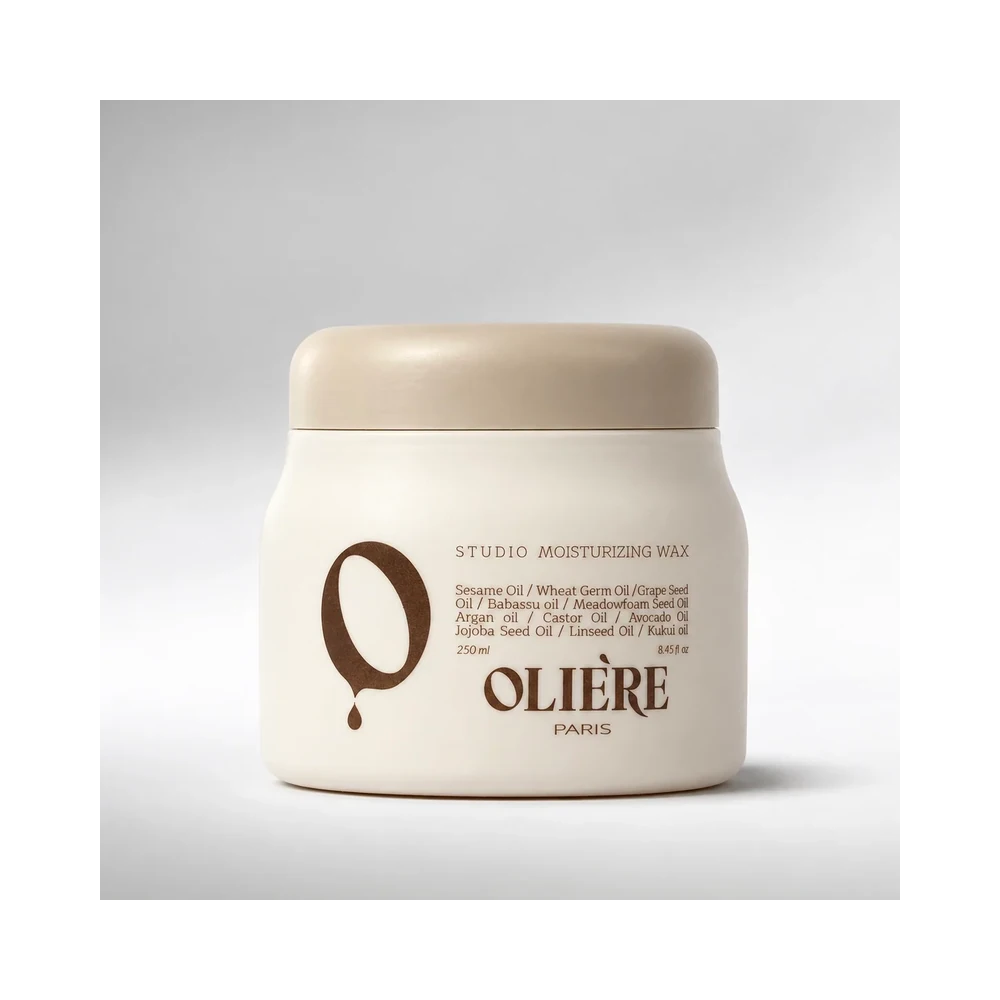 O
STUDIO MOISTURIZING WAX
Sesame Oil / Wheat Germ Oil /Grape Seed
Oil / Babassu oil / Meadowfoam Seed Oil
Argan oil / Castor Oil / Avocado Oil
Jojoba Seed Oil / Linseed Oil / Kukui oil
250 ml 8.45 fl oz
OLIÈRE
PARIS